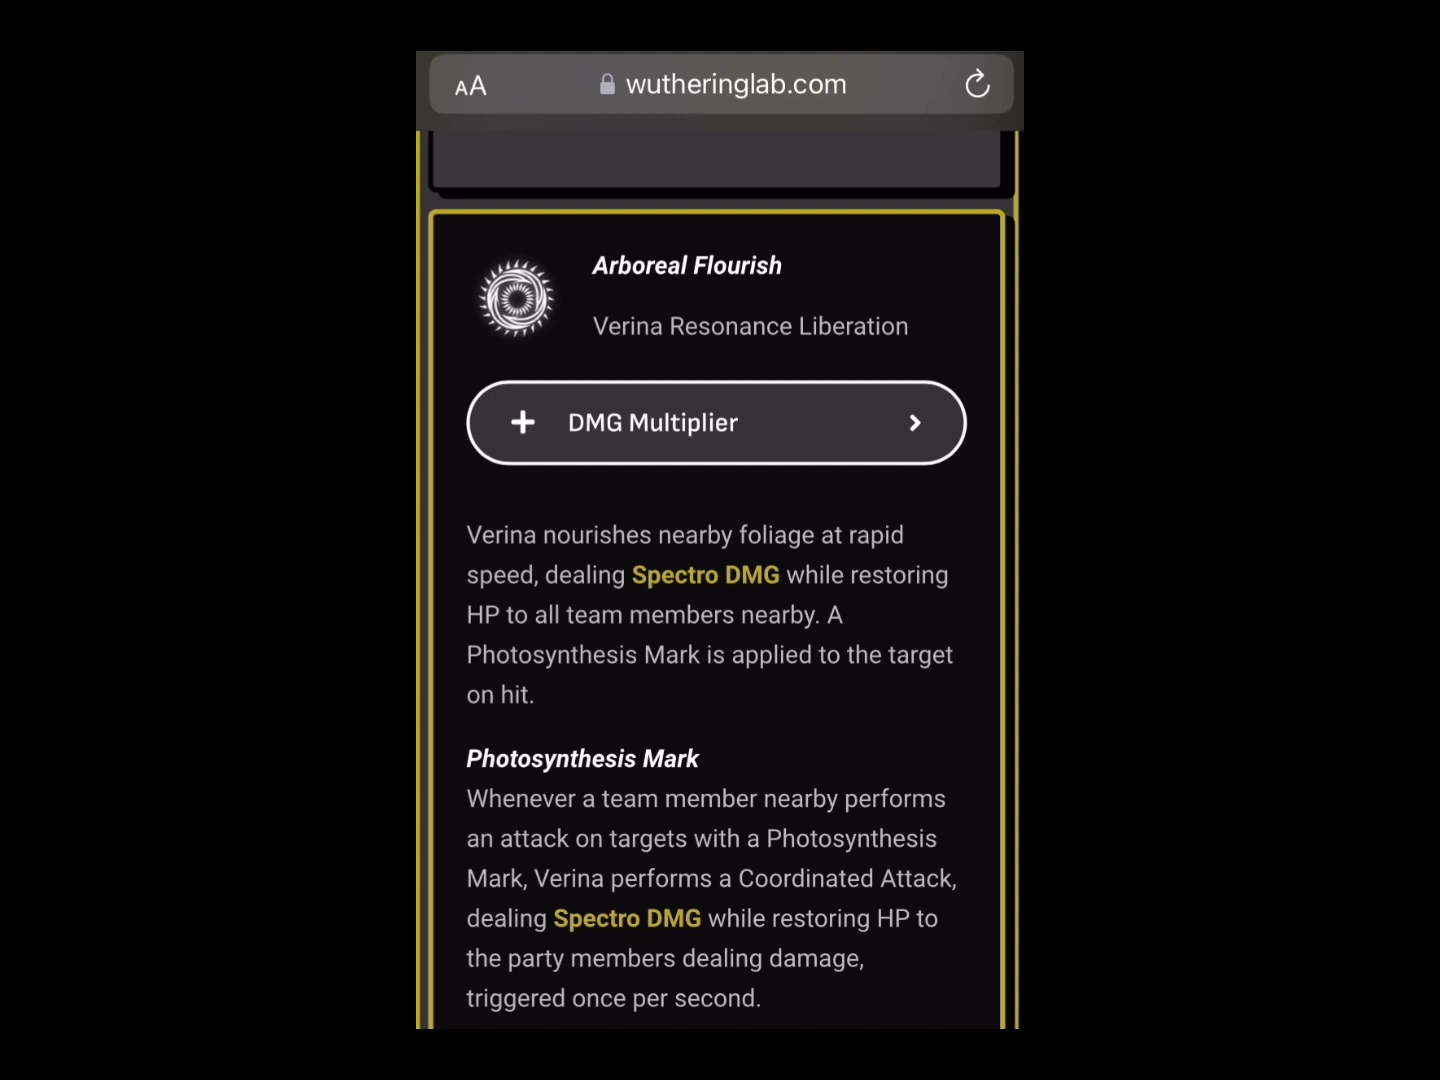 AA wutheringlab.com
Arboreal Flourish
Verina Resonance Liberation
+ DMG Multiplier >
Verina nourishes nearby foliage at rapid
speed, dealing Spectro DMG while restoring
HP to all team members nearby. A
Photosynthesis Mark is applied to the target
on hit.
Photosynthesis Mark
Whenever a team member nearby performs
an attack on targets with a Photosynthesis
Mark, Verina performs a Coordinated Attack,
dealing Spectro DMG while restoring HP to
the party members dealing damage,
triggered once per second.